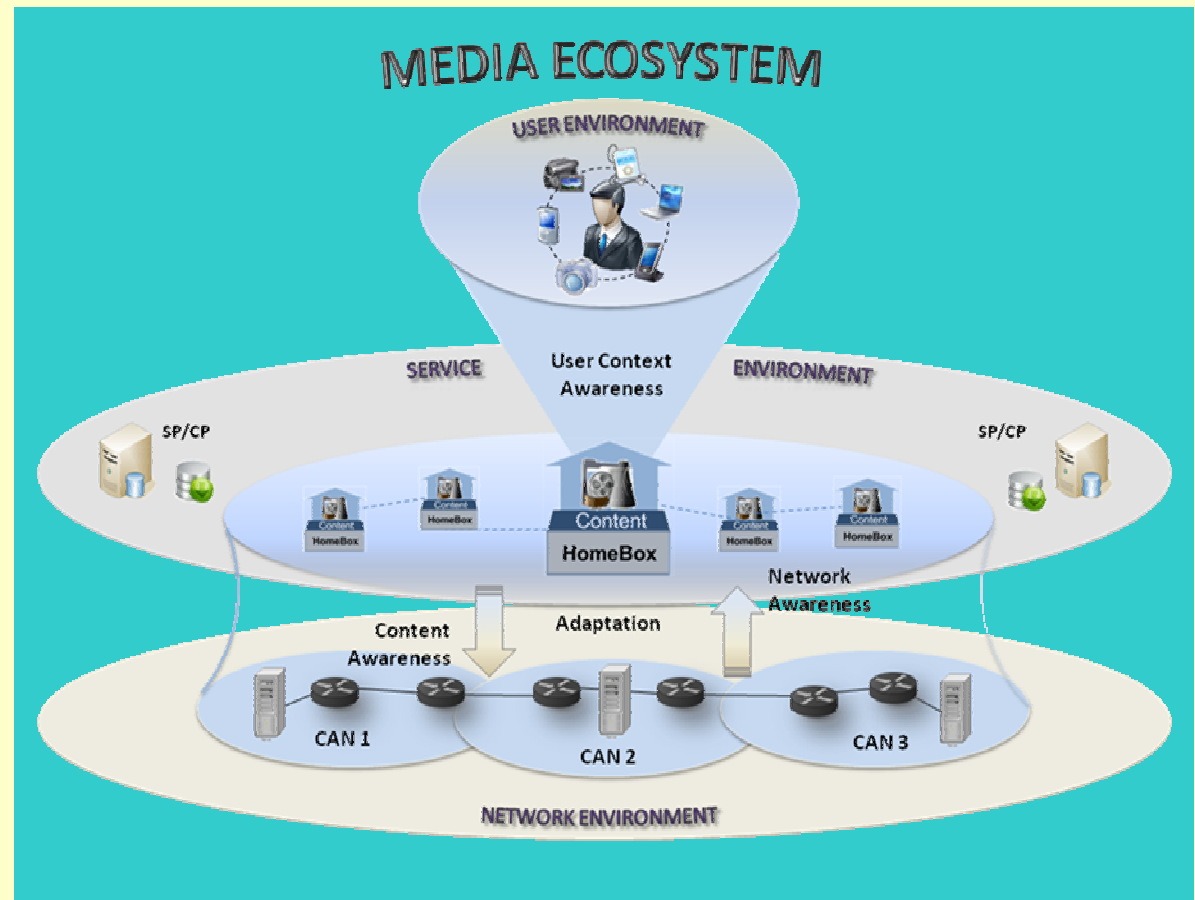 MEDIA ECOSYSTEM
USER ENVIRONMENT
User Context
Awareness
SERVICE
ENVIRONMENT
SP/CP
SP/CP
Content
HomeBox
Content
HomeBox
Content
HomeBox
Content
HomeBox
Content
HomeBox
Network
Awareness
Adaptation
Content
Awareness
CAN 1
CAN 2
CAN 3
NETWORK ENVIRONMENT